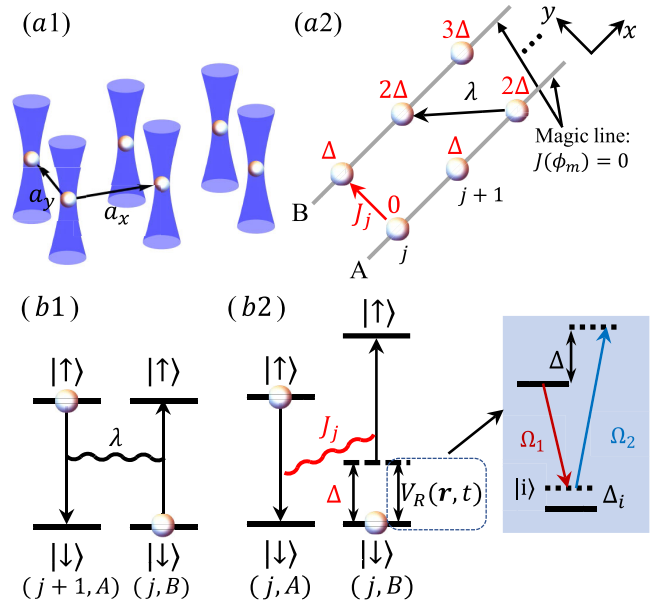 (a1)
a_y
a_x
(a2)
3Δ
2Δ
λ
2Δ
Δ
Δ
0
J_j
B
A
j
j + 1
y
x
Magic line:
J(ϕ_m) = 0
(b1)
|↑⟩ |↑⟩
λ
|↓⟩ |↓⟩
(j + 1, A) (j, B)
(b2)
|↑⟩
|↑⟩
J_j
Δ
V_R(r, t)
|↓⟩ |↓⟩
(j, A) (j, B)
Δ
Ω_1 Ω_2
|i⟩ Δ_i